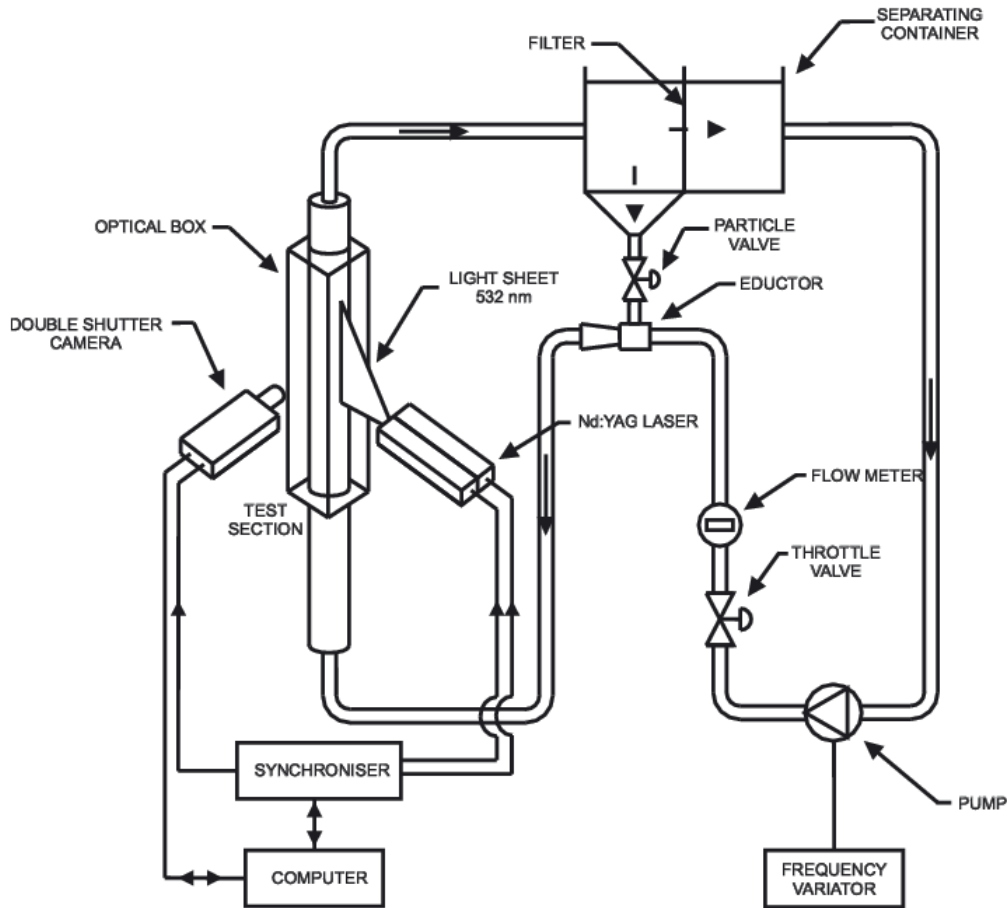 SEPARATING
CONTAINER
FILTER
OPTICAL BOX
PARTICLE
VALVE
LIGHT SHEET
532 nm
EDUCTOR
DOUBLE SHUTTER
CAMERA
Nd:YAG LASER
FLOW METER
TEST
SECTION
THROTTLE
VALVE
SYNCHRONISER
PUMP
COMPUTER
FREQUENCY
VARIATOR